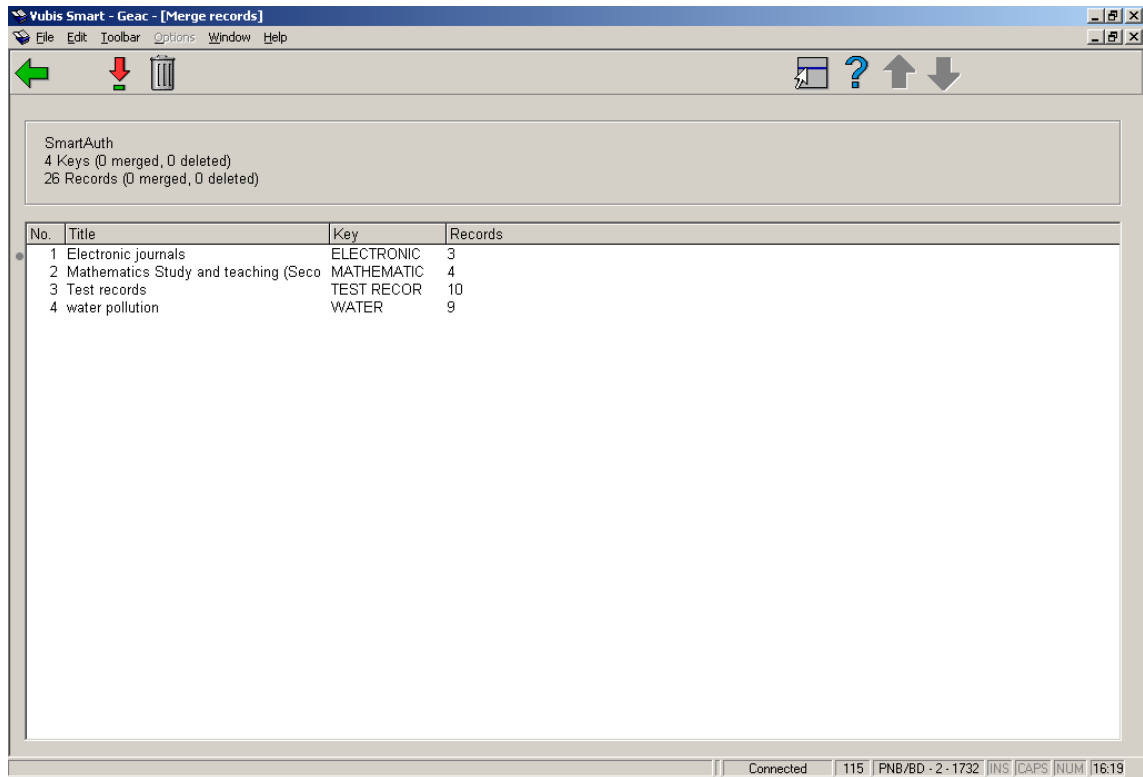 Vubis Smart - Geac - [Merge records]
File Edit Toolbar Options Window Help
SmartAuth
4 Keys (0 merged, 0 deleted)
26 Records (0 merged, 0 deleted)
No. Title Key Records
1 Electronic journals ELECTRONIC 3
2 Mathematics Study and teaching (Seco MATHEMATIC 4
3 Test records TEST RECOR 10
4 water pollution WATER 9
Connected 115 PNB/BD - 2 - 1732 INS CAPS NUM 16:19